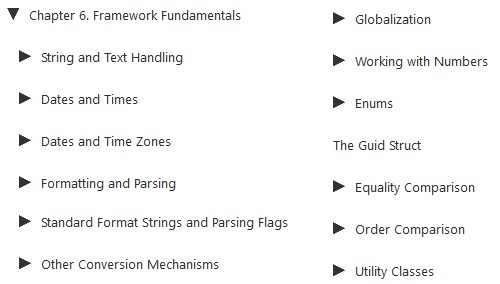 Chapter 6. Framework Fundamentals
String and Text Handling
Dates and Times
Dates and Time Zones
Formatting and Parsing
Standard Format Strings and Parsing Flags
Other Conversion Mechanisms
Globalization
Working with Numbers
Enums
The Guid Struct
Equality Comparison
Order Comparison
Utility Classes